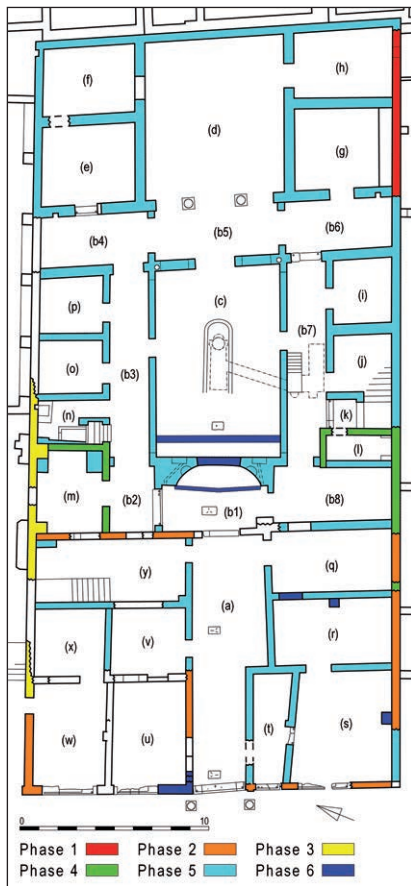 (f)
(h)
(d)
(g)
(e)
(b4)
(b5)
(b6)
(c)
(p)
(i)
(b7)
(o)
(b3)
(j)
(n)
(k)
(l)
(m)
(b2)
(b1)
(b8)
(y)
(q)
(a)
(x)
(v)
(r)
(w)
(u)
(t)
(s)
0 10
Phase 1 Phase 2 Phase 3
Phase 4 Phase 5 Phase 6